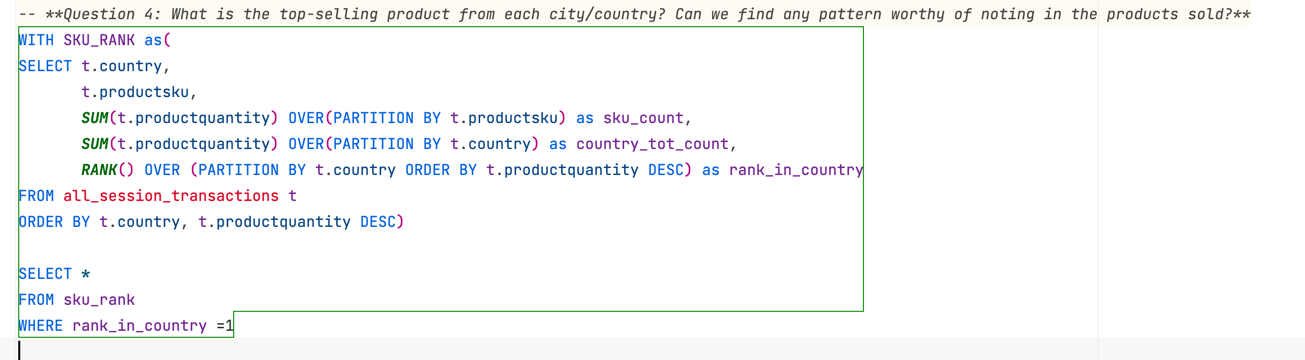 -- **Question 4: What is the top-selling product from each city/country? Can we find any pattern worthy of noting in the products sold?**
WITH SKU_RANK as(
SELECT t.country,
       t.productsku,
       SUM(t.productquantity) OVER(PARTITION BY t.productsku) as sku_count,
       SUM(t.productquantity) OVER(PARTITION BY t.country) as country_tot_count,
       RANK() OVER (PARTITION BY t.country ORDER BY t.productquantity DESC) as rank_in_country
FROM all_session_transactions t
ORDER BY t.country, t.productquantity DESC)

SELECT *
FROM sku_rank
WHERE rank_in_country =1